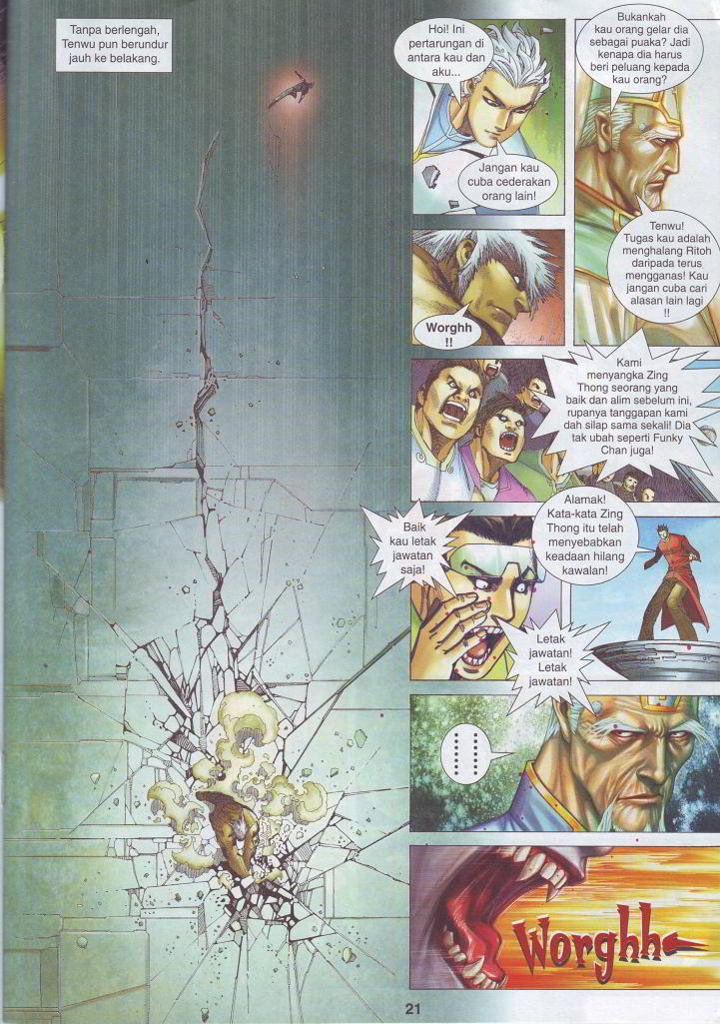 Tanpa berlengah,
Tenwu pun berundur
jauh ke belakang.
Hoi! Ini
pertarungan di
antara kau dan
aku...
Jangan kau
cuba cederakan
orang lain!
Bukankah
kau orang gelar dia
sebagai puaka? Jadi
kenapa dia harus
beri peluang kepada
kau orang?
Tenwu!
Tugas kau adalah
menghalang Ritoh
daripada terus
mengganas! Kau
jangan cuba cari
alasan lain lagi
!!
Worghh
!!
Kami
menyangka Zing
Thong seorang yang
baik dan alim sebelum ini,
rupanya tanggapan kami
dah silap sama sekali! Dia
tak ubah seperti Funky
Chan juga!
Baik
kau letak
jawatan
saja!
Alamak!
Kata-kata Zing
Thong itu telah
menyebabkan
keadaan hilang
kawalan!
Letak
jawatan!
Letak
jawatan!
Worghh
21